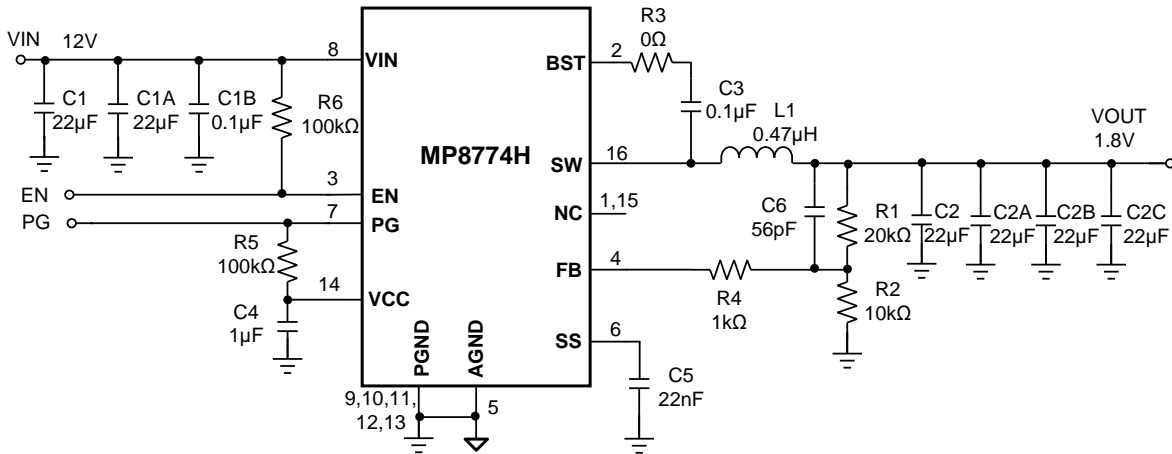 VIN
12V
8
VIN
C1
22µF
C1A
22µF
C1B
0.1µF
R6
100kΩ
EN
3
EN
PG
7
PG
R5
100kΩ
14
VCC
C4
1µF
MP8774H
PGND
AGND
9,10,11,
12,13
5
BST
2
R3
0Ω
C3
0.1µF
SW
16
L1
0.47µH
VOUT
1.8V
NC
1,15
C6
56pF
R1
20kΩ
C2
22µF
C2A
22µF
C2B
22µF
C2C
22µF
FB
4
R4
1kΩ
R2
10kΩ
SS
6
C5
22nF